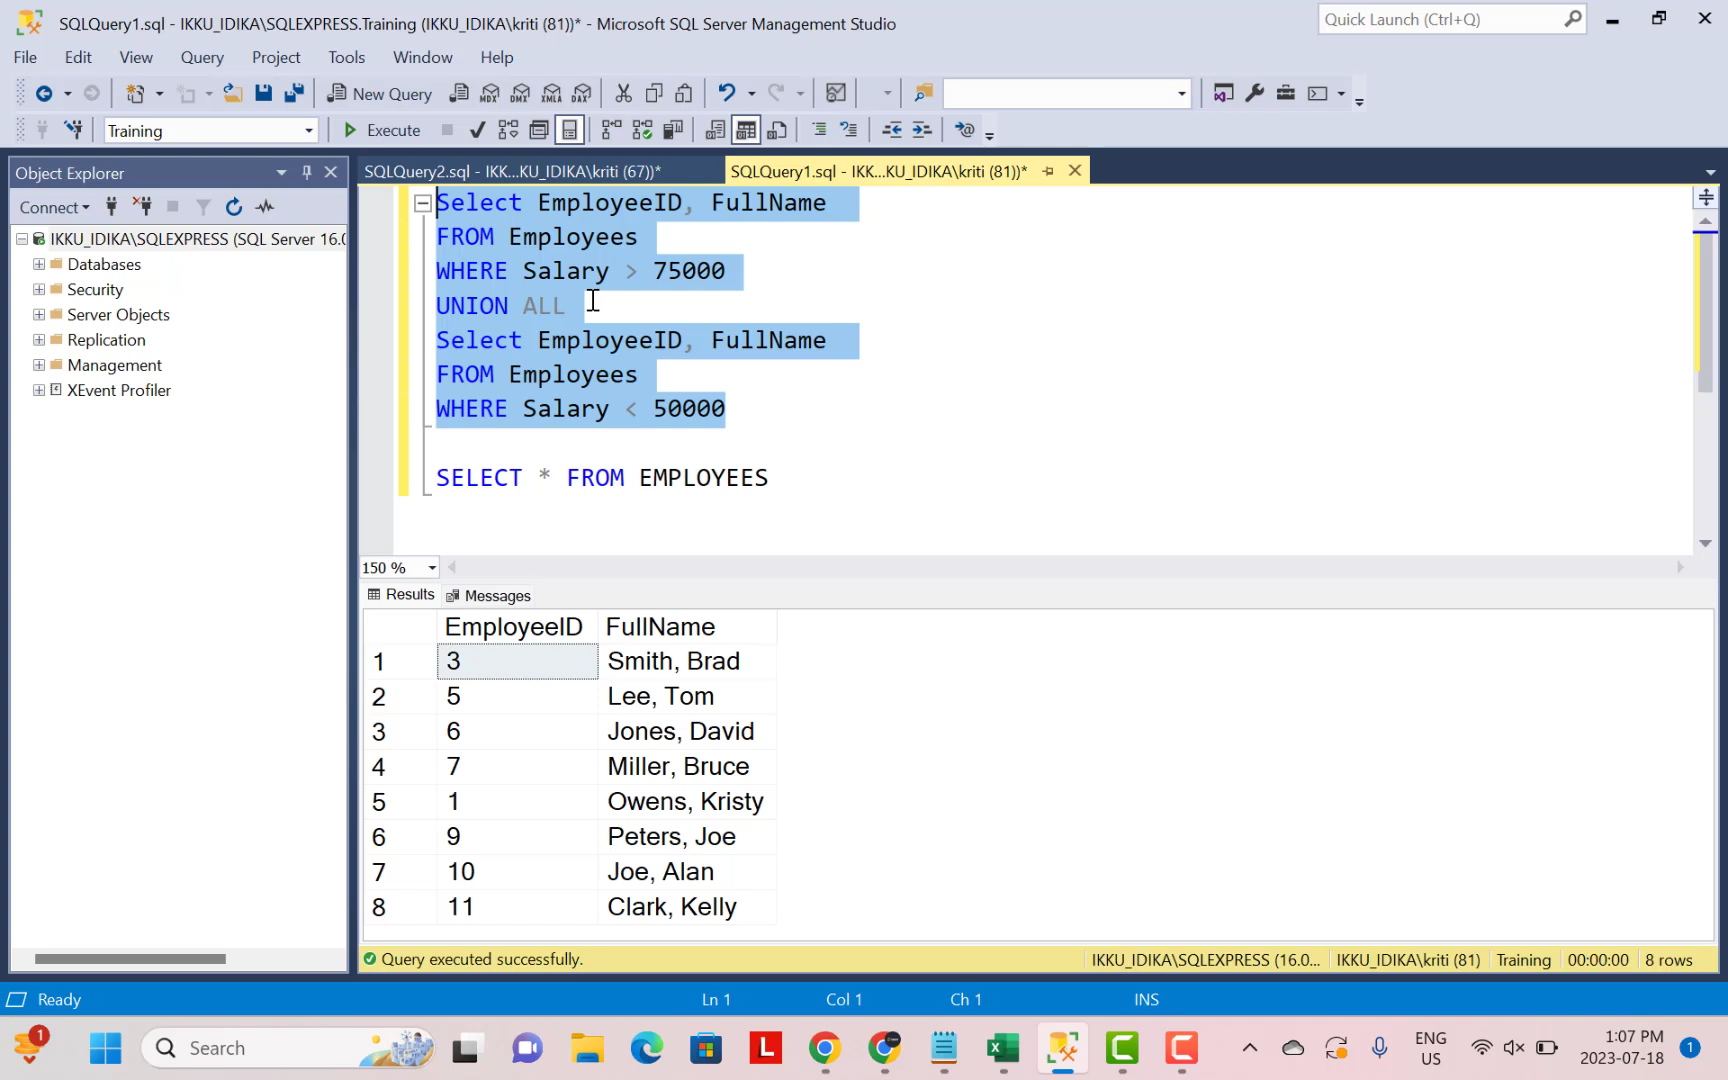 SQLQuery1.sql - IKKU_IDIKA\SQLEXPRESS.Training (IKKU_IDIKA\kriti (81))* - Microsoft SQL Server Management Studio
Quick Launch (Ctrl+Q)
File Edit View Query Project Tools Window Help
New Query MDX DMX XMLA DAX
Training Execute
Object Explorer
SQLQuery2.sql - IKK...KU_IDIKA\kriti (67))*
SQLQuery1.sql - IKK...KU_IDIKA\kriti (81))*
Connect
IKKU_IDIKA\SQLEXPRESS (SQL Server 16.0
Databases
Security
Server Objects
Replication
Management
XEvent Profiler
Select EmployeeID, FullName
FROM Employees
WHERE Salary > 75000
UNION ALL
Select EmployeeID, FullName
FROM Employees
WHERE Salary < 50000
SELECT * FROM EMPLOYEES
150 %
Results Messages
EmployeeID FullName
1 3 Smith, Brad
2 5 Lee, Tom
3 6 Jones, David
4 7 Miller, Bruce
5 1 Owens, Kristy
6 9 Peters, Joe
7 10 Joe, Alan
8 11 Clark, Kelly
Query executed successfully. IKKU_IDIKA\SQLEXPRESS (16.0... IKKU_IDIKA\kriti (81) Training 00:00:00 8 rows
Ready Ln 1 Col 1 Ch 1 INS
1 Search L ENG
US 1:07 PM
2023-07-18 1